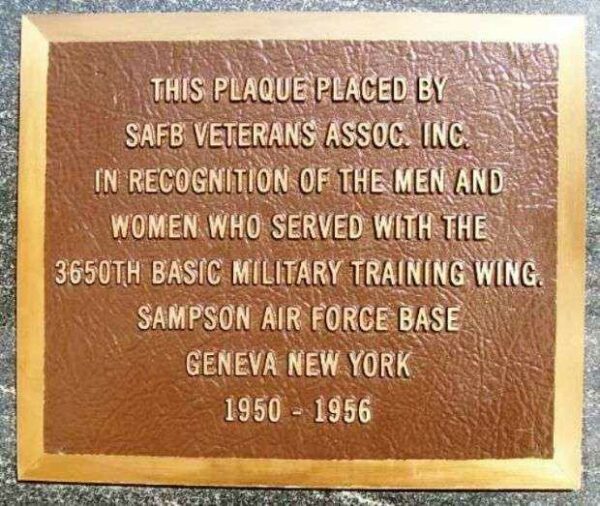 THIS PLAQUE PLACED BY
SAFB VETERANS ASSOC. INC.
IN RECOGNITION OF THE MEN AND
WOMEN WHO SERVED WITH THE
3650TH BASIC MILITARY TRAINING WING.
SAMPSON AIR FORCE BASE
GENEVA NEW YORK
1950 - 1956